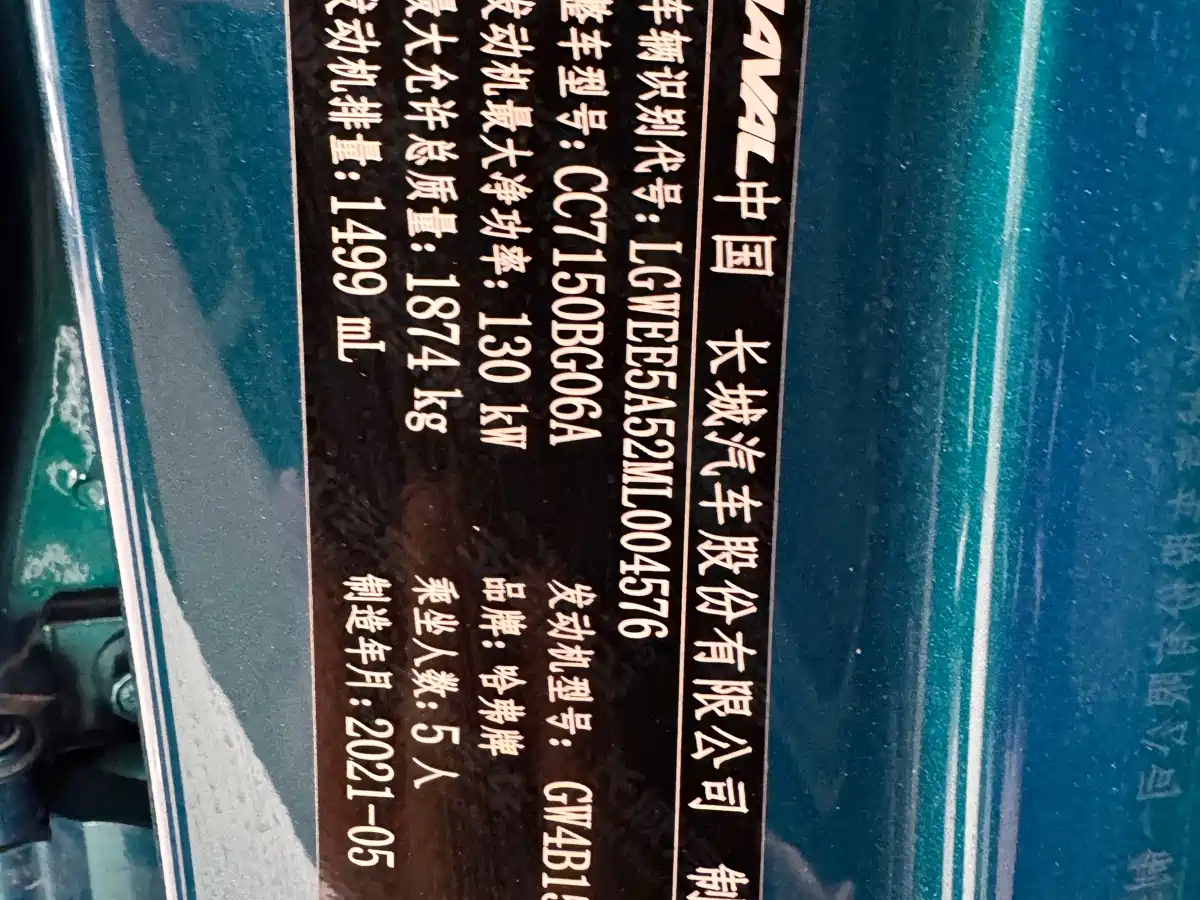 HAVAL中国 长城汽车股份有限公司 制
车辆识别代号:LGWEE5A52ML004576
整车型号:CC7150BG06A 发动机型号: GW4B15
发动机最大净功率: 130 kW 品牌: 哈弗牌
最大允许总质量:1874 kg 乘坐人数:5 人
发动机排量:1499 mL 制造年月:2021-05